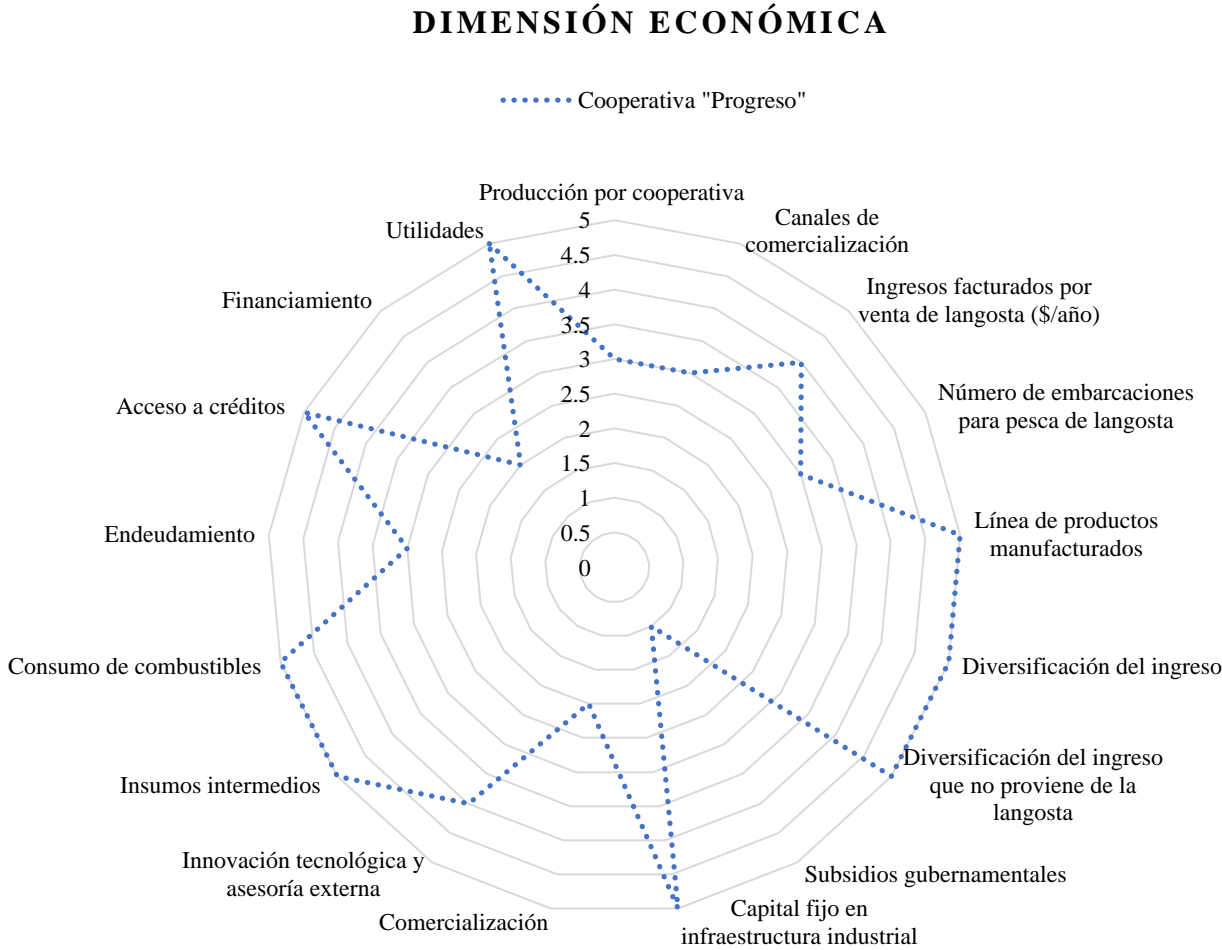 DIMENSIÓN ECONÓMICA
Cooperativa "Progreso"
Producción por cooperativa
Canales de
comercialización
Ingresos facturados por
venta de langosta ($/año)
Número de embarcaciones
para pesca de langosta
Línea de productos
manufacturados
Diversificación del ingreso
Diversificación del ingreso
que no proviene de la
langosta
Subsidios gubernamentales
Capital fijo en
infraestructura industrial
Comercialización
Innovación tecnológica y
asesoría externa
Insumos intermedios
Consumo de combustibles
Endeudamiento
Acceso a créditos
Financiamiento
Utilidades
5
4.5
4
3.5
3
2.5
2
1.5
1
0.5
0